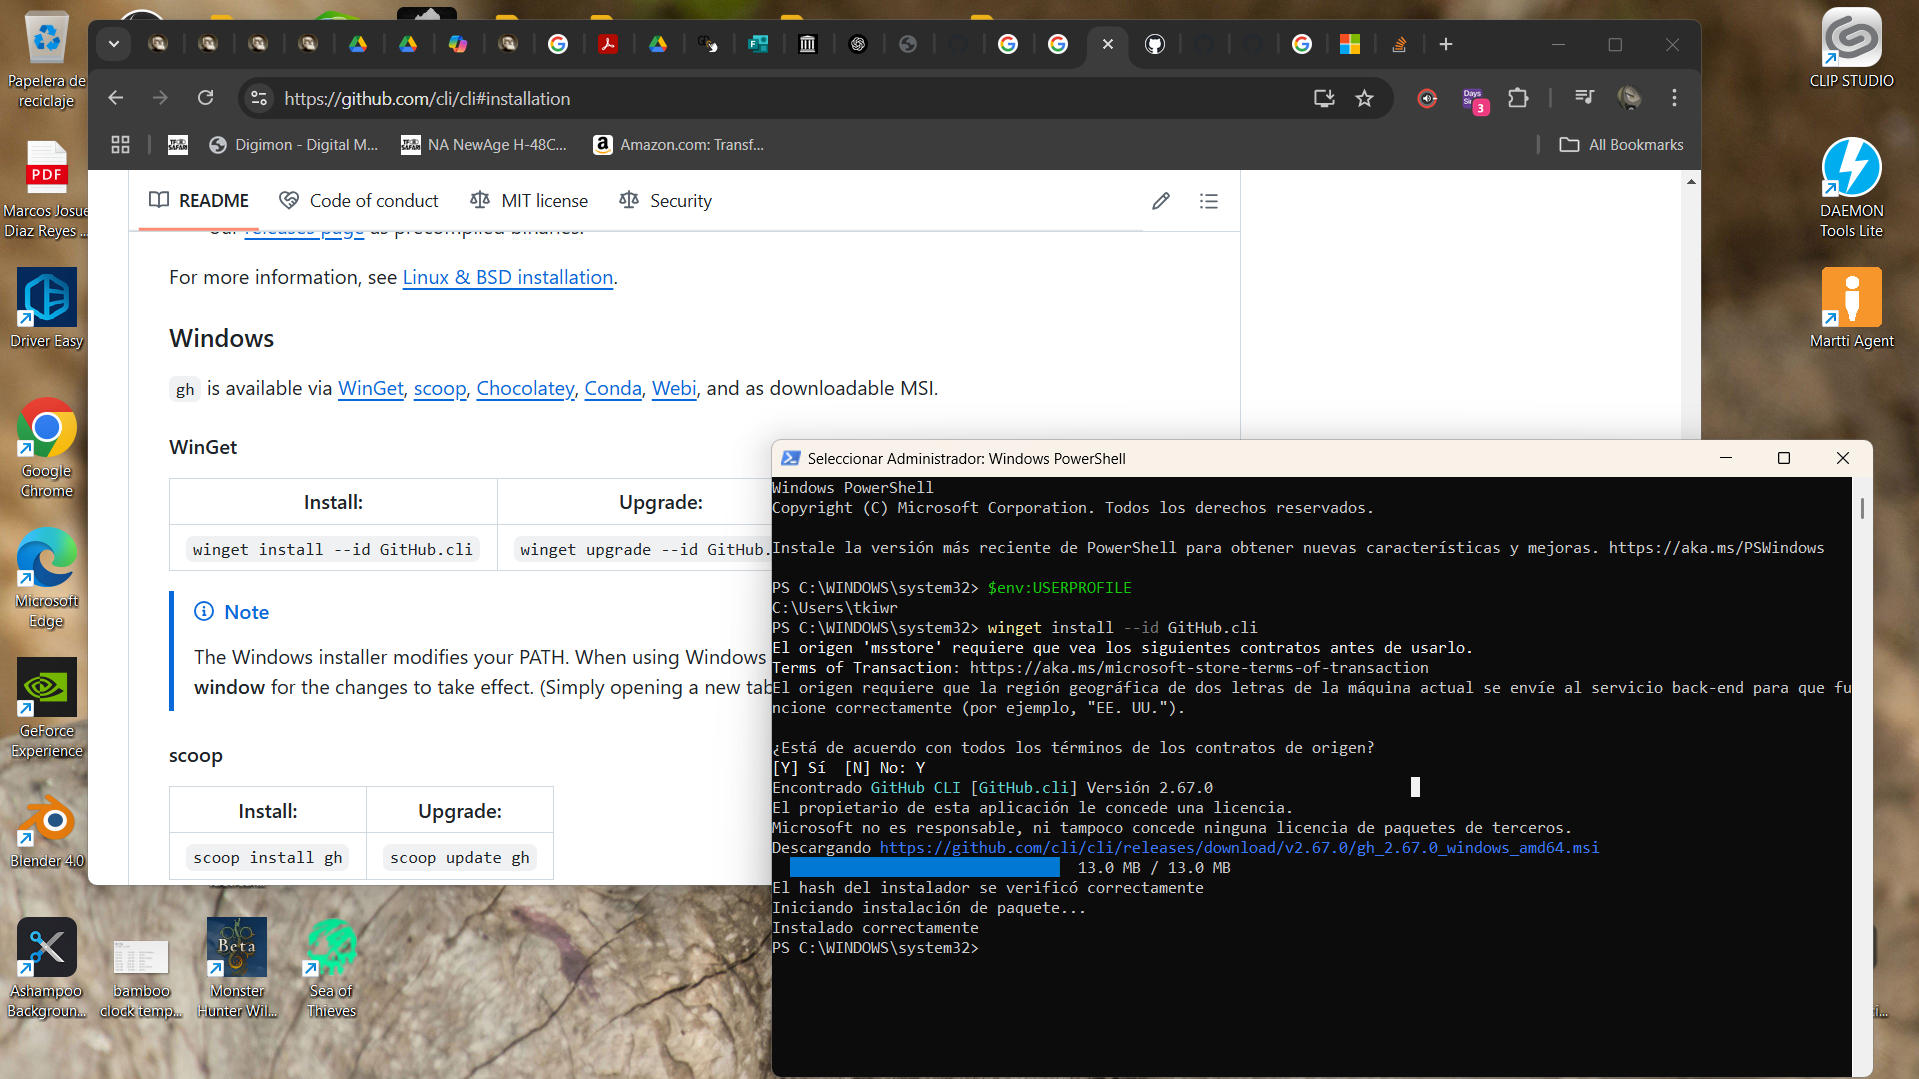 https://github.com/cli/cli#installation
Days
3
Digimon - Digital M...
NA NewAge H-48C...
Amazon.com: Transf...
All Bookmarks
README
Code of conduct
MIT license
Security
our releases page as precompiled binaries.
For more information, see Linux & BSD installation.
Windows
gh is available via WinGet, scoop, Chocolatey, Conda, Webi, and as downloadable MSI.
WinGet
Install:
Upgrade:
winget install --id GitHub.cli
winget upgrade --id GitHub.
Note
The Windows installer modifies your PATH. When using Windows
window for the changes to take effect. (Simply opening a new tab
scoop
Install:
Upgrade:
scoop install gh
scoop update gh
Seleccionar Administrador: Windows PowerShell
Windows PowerShell
Copyright (C) Microsoft Corporation. Todos los derechos reservados.
Instale la versión más reciente de PowerShell para obtener nuevas características y mejoras. https://aka.ms/PSWindows
PS C:\WINDOWS\system32> $env:USERPROFILE
C:\Users\tkiwr
PS C:\WINDOWS\system32> winget install --id GitHub.cli
El origen 'msstore' requiere que vea los siguientes contratos antes de usarlo.
Terms of Transaction: https://aka.ms/microsoft-store-terms-of-transaction
El origen requiere que la región geográfica de dos letras de la máquina actual se envíe al servicio back-end para que fu
ncione correctamente (por ejemplo, "EE. UU.").
¿Está de acuerdo con todos los términos de los contratos de origen?
[Y] Sí  [N] No: Y
Encontrado GitHub CLI [GitHub.cli] Versión 2.67.0
El propietario de esta aplicación le concede una licencia.
Microsoft no es responsable, ni tampoco concede ninguna licencia de paquetes de terceros.
Descargando https://github.com/cli/cli/releases/download/v2.67.0/gh_2.67.0_windows_amd64.msi
13.0 MB / 13.0 MB
El hash del instalador se verificó correctamente
Iniciando instalación de paquete...
Instalado correctamente
PS C:\WINDOWS\system32>
Papelera de
reciclaje
PDF
Marcos Josue
Diaz Reyes ...
Driver Easy
Google
Chrome
Microsoft
Edge
GeForce
Experience
Blender 4.0
Ashampoo
Backgroun...
bamboo
clock temp...
Beta
Monster
Hunter Wil...
Sea of
Thieves
CLIP STUDIO
DAEMON
Tools Lite
Martti Agent